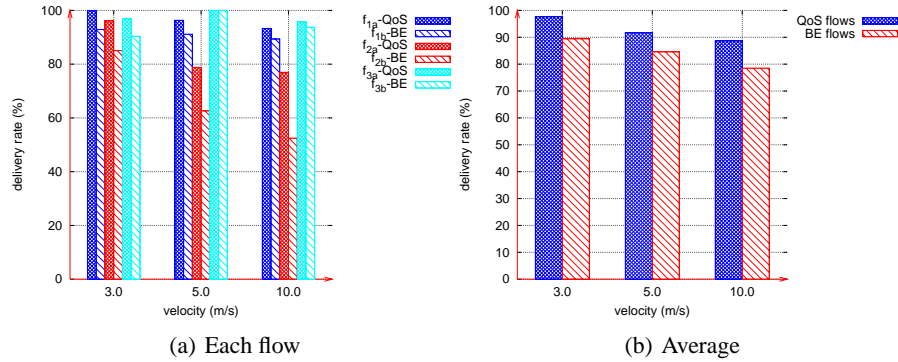 100
80
60
40
20
0
delivery rate (%)
3.0 5.0 10.0
velocity (m/s)
f1a-QoS
f1b-BE
f2a-QoS
f2b-BE
f3a-QoS
f3b-BE
(a) Each flow
100
90
80
70
60
50
40
30
20
10
0
delivery rate (%)
3.0 5.0 10.0
velocity (m/s)
QoS flows
BE flows
(b) Average